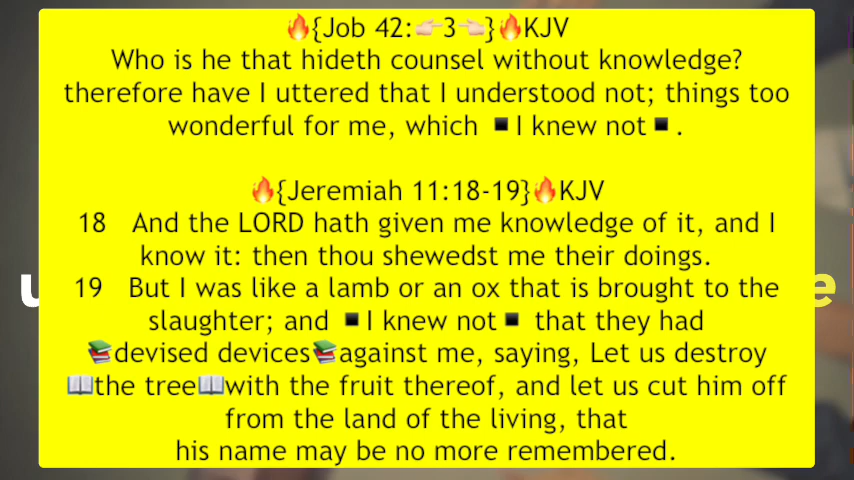 🔥{Job 42:👉🏻3👈🏻}🔥KJV
Who is he that hideth counsel without knowledge?
therefore have I uttered that I understood not; things too
wonderful for me, which ▪️I knew not▪️.
🔥{Jeremiah 11:18-19}🔥KJV
18 And the LORD hath given me knowledge of it, and I
know it: then thou shewedst me their doings.
19 But I was like a lamb or an ox that is brought to the
slaughter; and ▪️I knew not▪️ that they had
📚devised devices📚against me, saying, Let us destroy
📖the tree📖with the fruit thereof, and let us cut him off
from the land of the living, that
his name may be no more remembered.